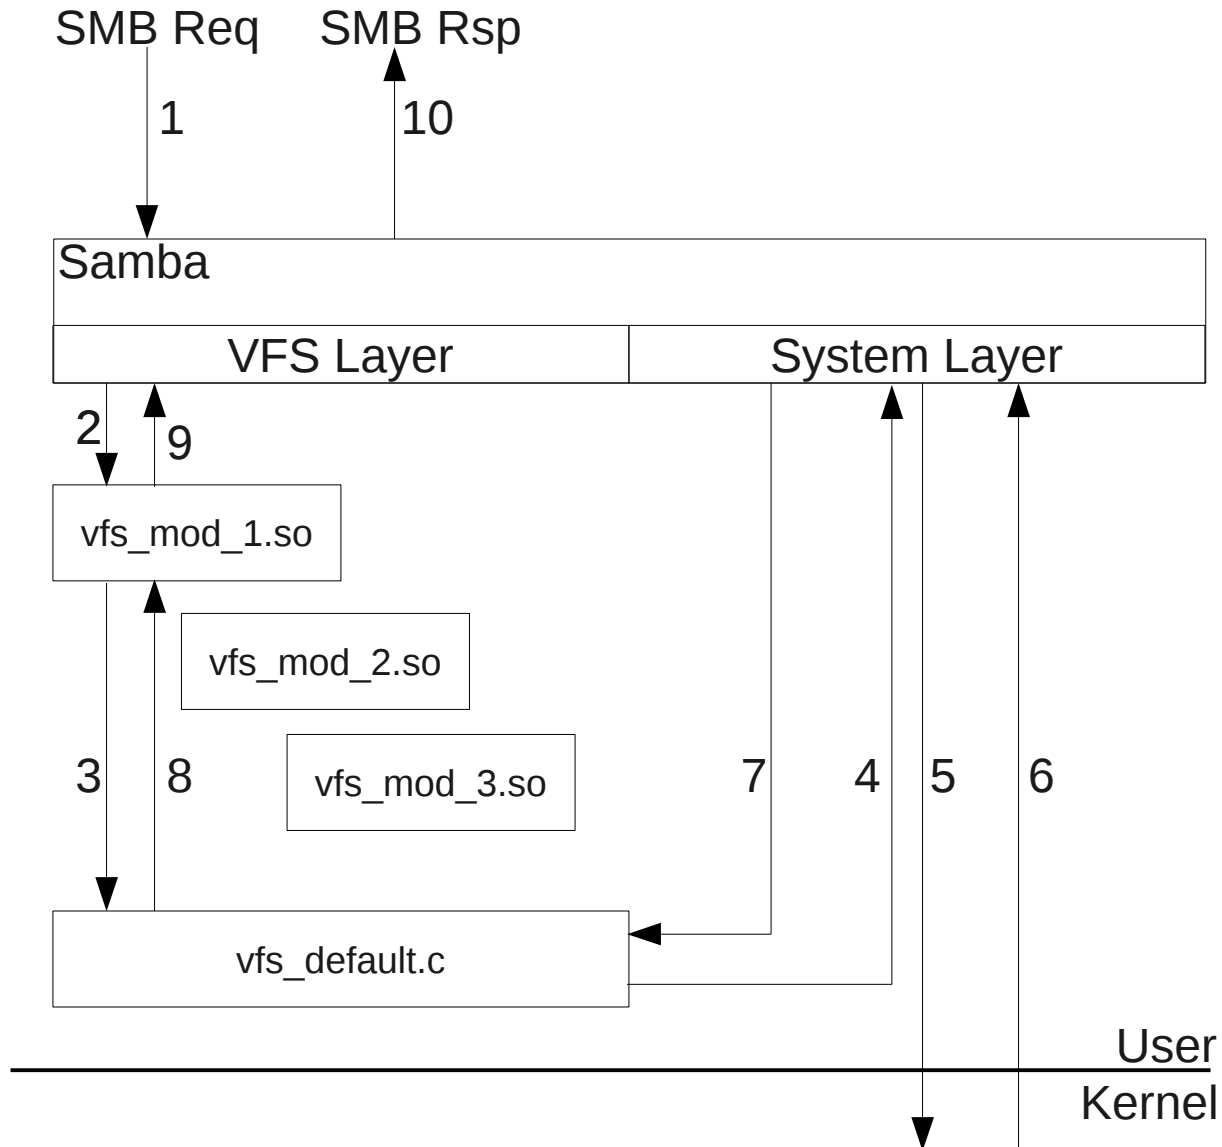 SMB Req SMB Rsp
1 10
Samba
VFS Layer System Layer
2 9
vfs_mod_1.so
vfs_mod_2.so
3 8 vfs_mod_3.so 7 4 5 6
vfs_default.c
User
Kernel